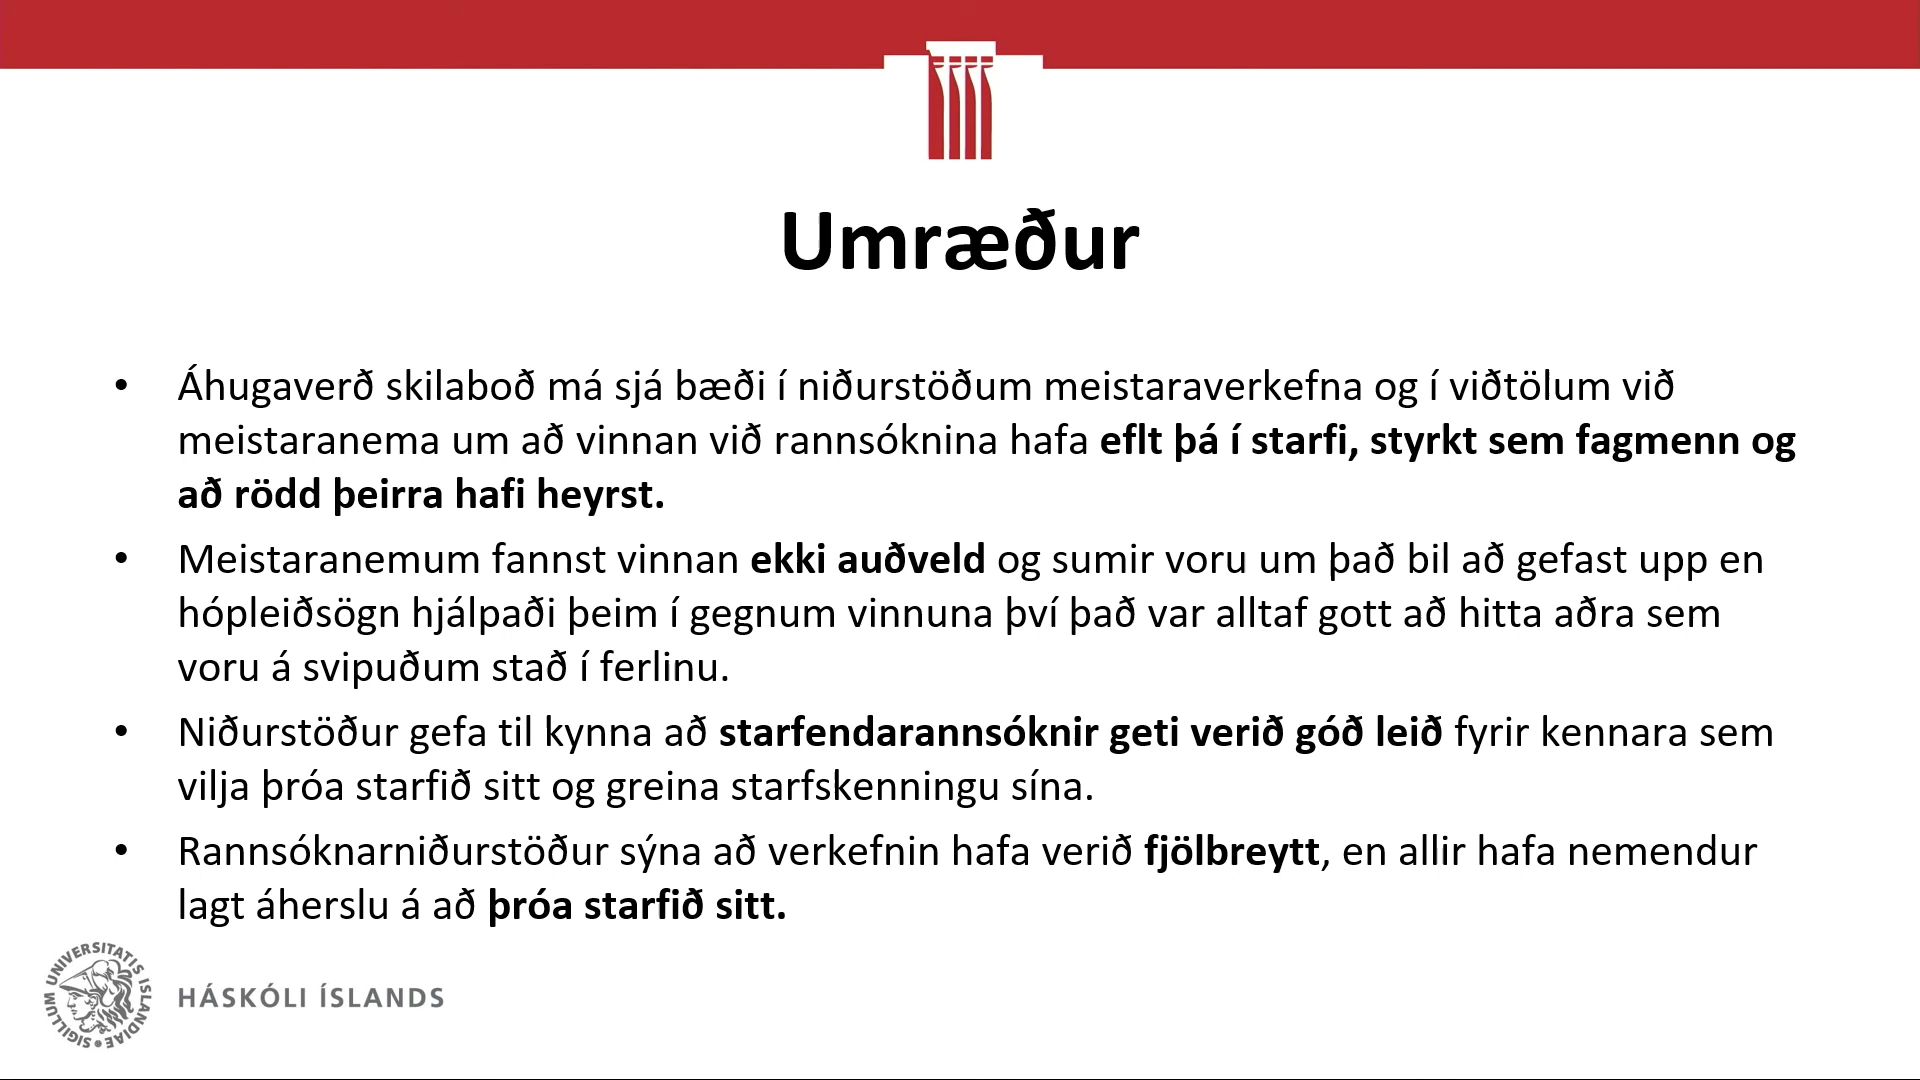 Umræður
• Áhugaverð skilaboð má sjá bæði í niðurstöðum meistaraverkefna og í viðtölum við
meistaranema um að vinnan við rannsóknina hafa eflt þá í starfi, styrkt sem fagmenn og
að rödd þeirra hafi heyrst.
• Meistaranemum fannst vinnan ekki auðveld og sumir voru um það bil að gefast upp en
hópleiðsögn hjálpaði þeim í gegnum vinnuna því það var alltaf gott að hitta aðra sem
voru á svipuðum stað í ferlinu.
• Niðurstöður gefa til kynna að starfendarannsóknir geti verið góð leið fyrir kennara sem
vilja þróa starfið sitt og greina starfskenningu sína.
• Rannsóknarniðurstöður sýna að verkefnin hafa verið fjölbreytt, en allir hafa nemendur
lagt áherslu á að þróa starfið sitt.
SIGILLUM UNIVERSITATIS ISLANDIAE
HÁSKÓLI ÍSLANDS